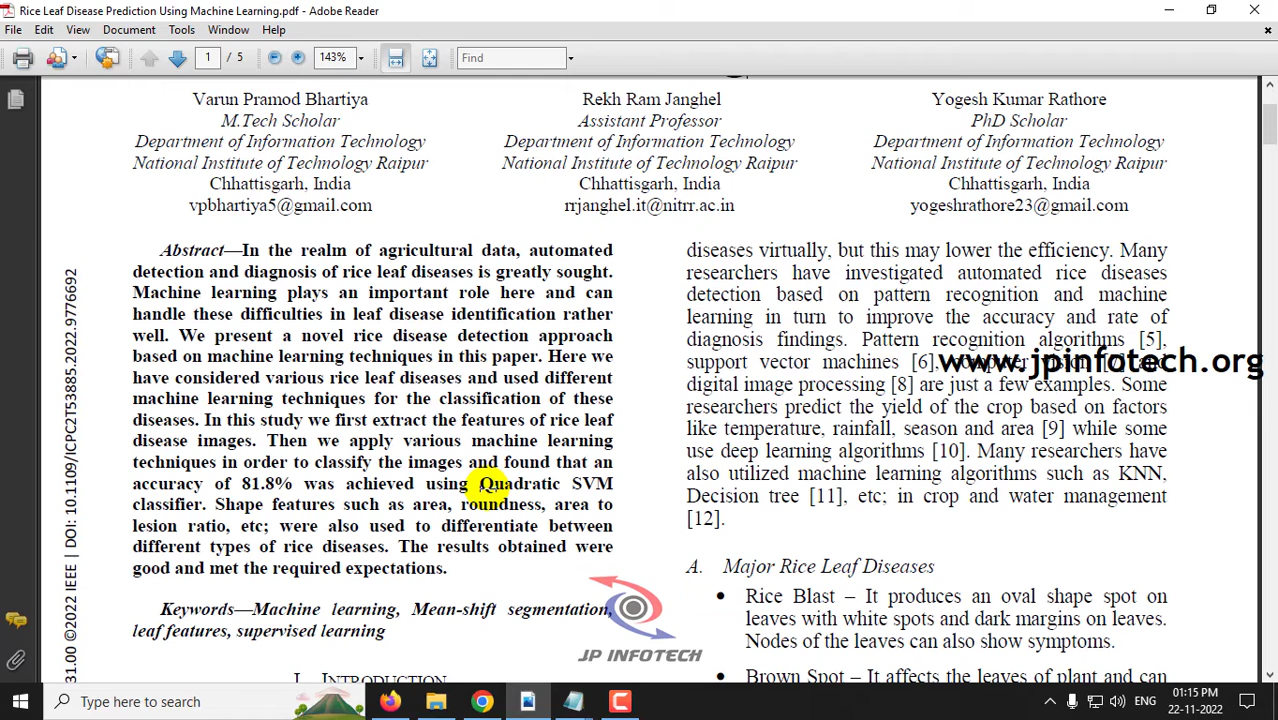 Rice Leaf Disease Prediction Using Machine Learning.pdf - Adobe Reader
File Edit View Document Tools Window Help
1 / 5 143% Find
Varun Pramod Bhartiya
M.Tech Scholar
Department of Information Technology
National Institute of Technology Raipur
Chhattisgarh, India
vpbhartiya5@gmail.com
Rekh Ram Janghel
Assistant Professor
Department of Information Technology
National Institute of Technology Raipur
Chhattisgarh, India
rrjanghel.it@nitrr.ac.in
Yogesh Kumar Rathore
PhD Scholar
Department of Information Technology
National Institute of Technology Raipur
Chhattisgarh, India
yogeshrathore23@gmail.com
Abstract—In the realm of agricultural data, automated
detection and diagnosis of rice leaf diseases is greatly sought.
Machine learning plays an important role here and can
handle these difficulties in leaf disease identification rather
well. We present a novel rice disease detection approach
based on machine learning techniques in this paper. Here we
have considered various rice leaf diseases and used different
machine learning techniques for the classification of these
diseases. In this study we first extract the features of rice leaf
disease images. Then we apply various machine learning
techniques in order to classify the images and found that an
accuracy of 81.8% was achieved using Quadratic SVM
classifier. Shape features such as area, roundness, area to
lesion ratio, etc; were also used to differentiate between
different types of rice diseases. The results obtained were
good and met the required expectations.
Keywords—Machine learning, Mean-shift segmentation,
leaf features, supervised learning
I. INTRODUCTION
diseases virtually, but this may lower the efficiency. Many
researchers have investigated automated rice diseases
detection based on pattern recognition and machine
learning in turn to improve the accuracy and rate of
diagnosis findings. Pattern recognition algorithms [5],
support vector machines [6], computer vision [7] and
digital image processing [8] are just a few examples. Some
researchers predict the yield of the crop based on factors
like temperature, rainfall, season and area [9] while some
use deep learning algorithms [10]. Many researchers have
also utilized machine learning algorithms such as KNN,
Decision tree [11], etc; in crop and water management
[12].
A. Major Rice Leaf Diseases
• Rice Blast – It produces an oval shape spot on
leaves with white spots and dark margins on leaves.
Nodes of the leaves can also show symptoms.
• Brown Spot – It affects the leaves of plant and can
31.00 ©2022 IEEE | DOI: 10.1109/ICPC2T53885.2022.9776692
www.jpinfotech.org
JP INFOTECH
Type here to search
ENG
01:15 PM
22-11-2022